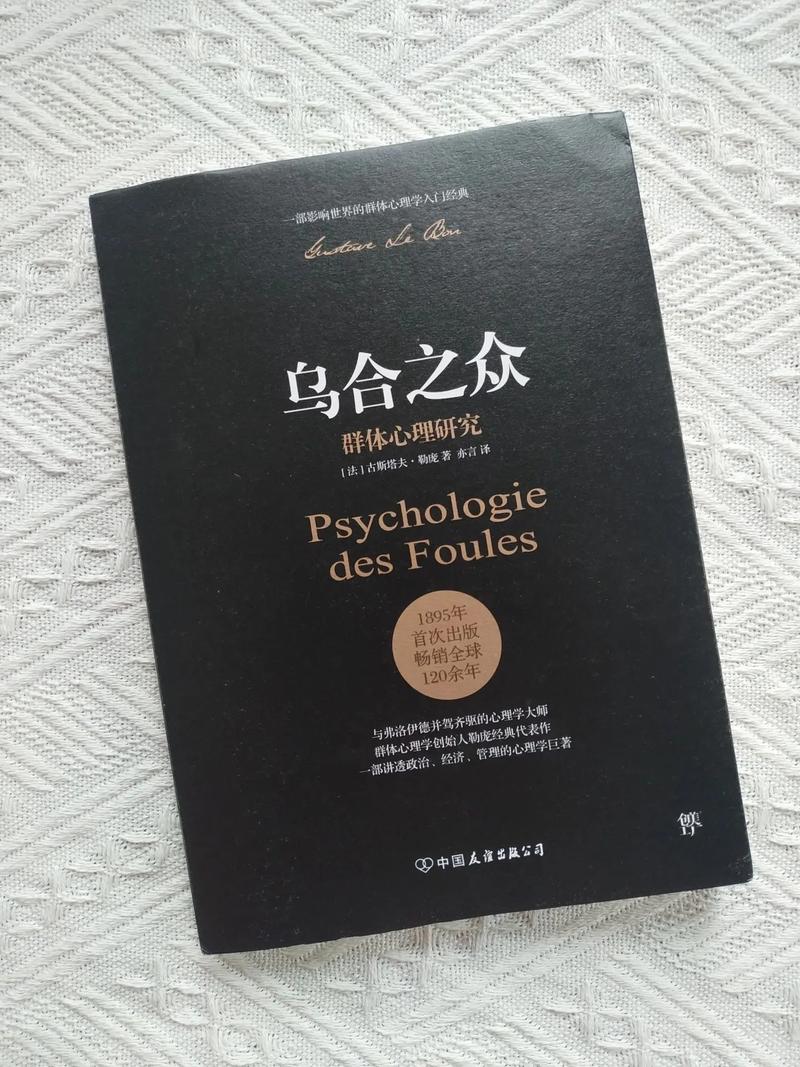 一部影响世界的群体心理学入门经典
Gustave Le Bon
乌合之众
群体心理研究
[法]古斯塔夫·勒庞 著 亦言 译
Psychologie
des Foules
1895年
首次出版
畅销全球
120余年
与弗洛伊德并驾齐驱的心理学大师
群体心理学创始人勒庞经典代表作
一部讲透政治、经济、管理的心理学巨著
中国友谊出版公司